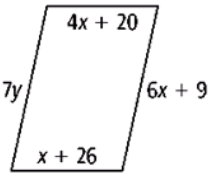 4x + 20
7y
6x + 9
x + 26